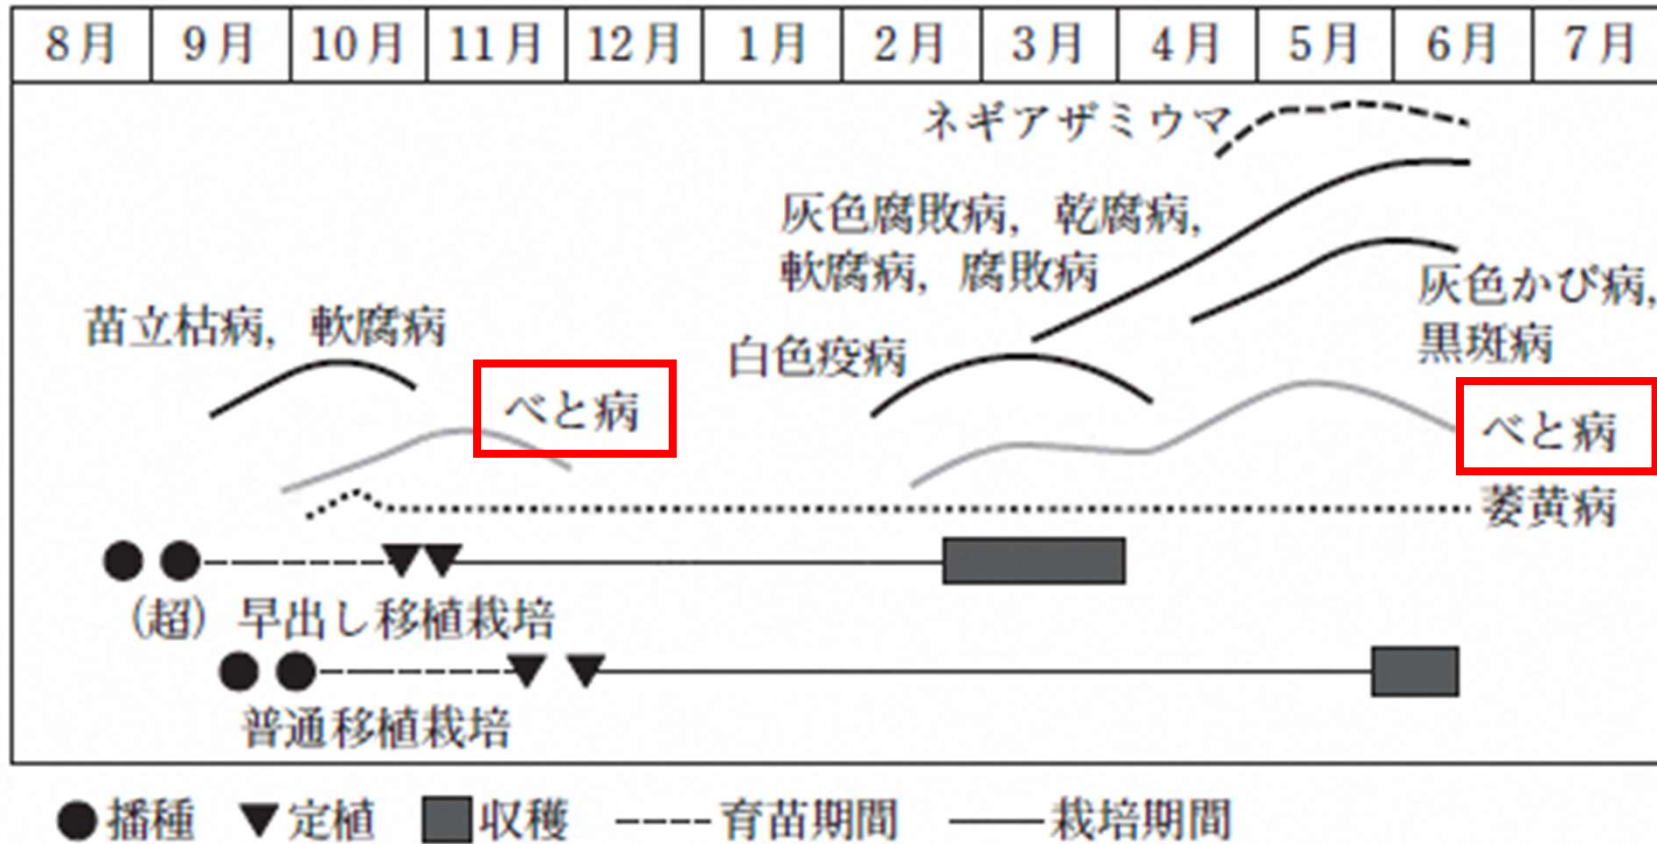 8月 9月 10月 11月 12月 1月 2月 3月 4月 5月 6月 7月
ネギアザミウマ
灰色腐敗病，乾腐病，
軟腐病，腐敗病
灰色かび病，
黒斑病
苗立枯病，軟腐病
白色疫病
べと病
べと病
萎黄病
（超）早出し移植栽培
普通移植栽培
播種 定植 収穫 育苗期間 栽培期間